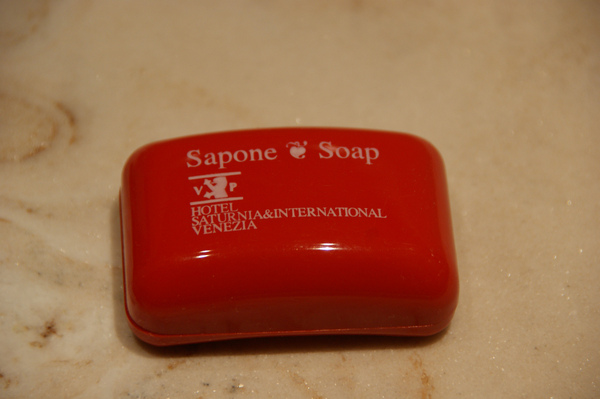 Sapone Soap
V P
HOTEL
SATURNIA&INTERNATIONAL
VENEZIA